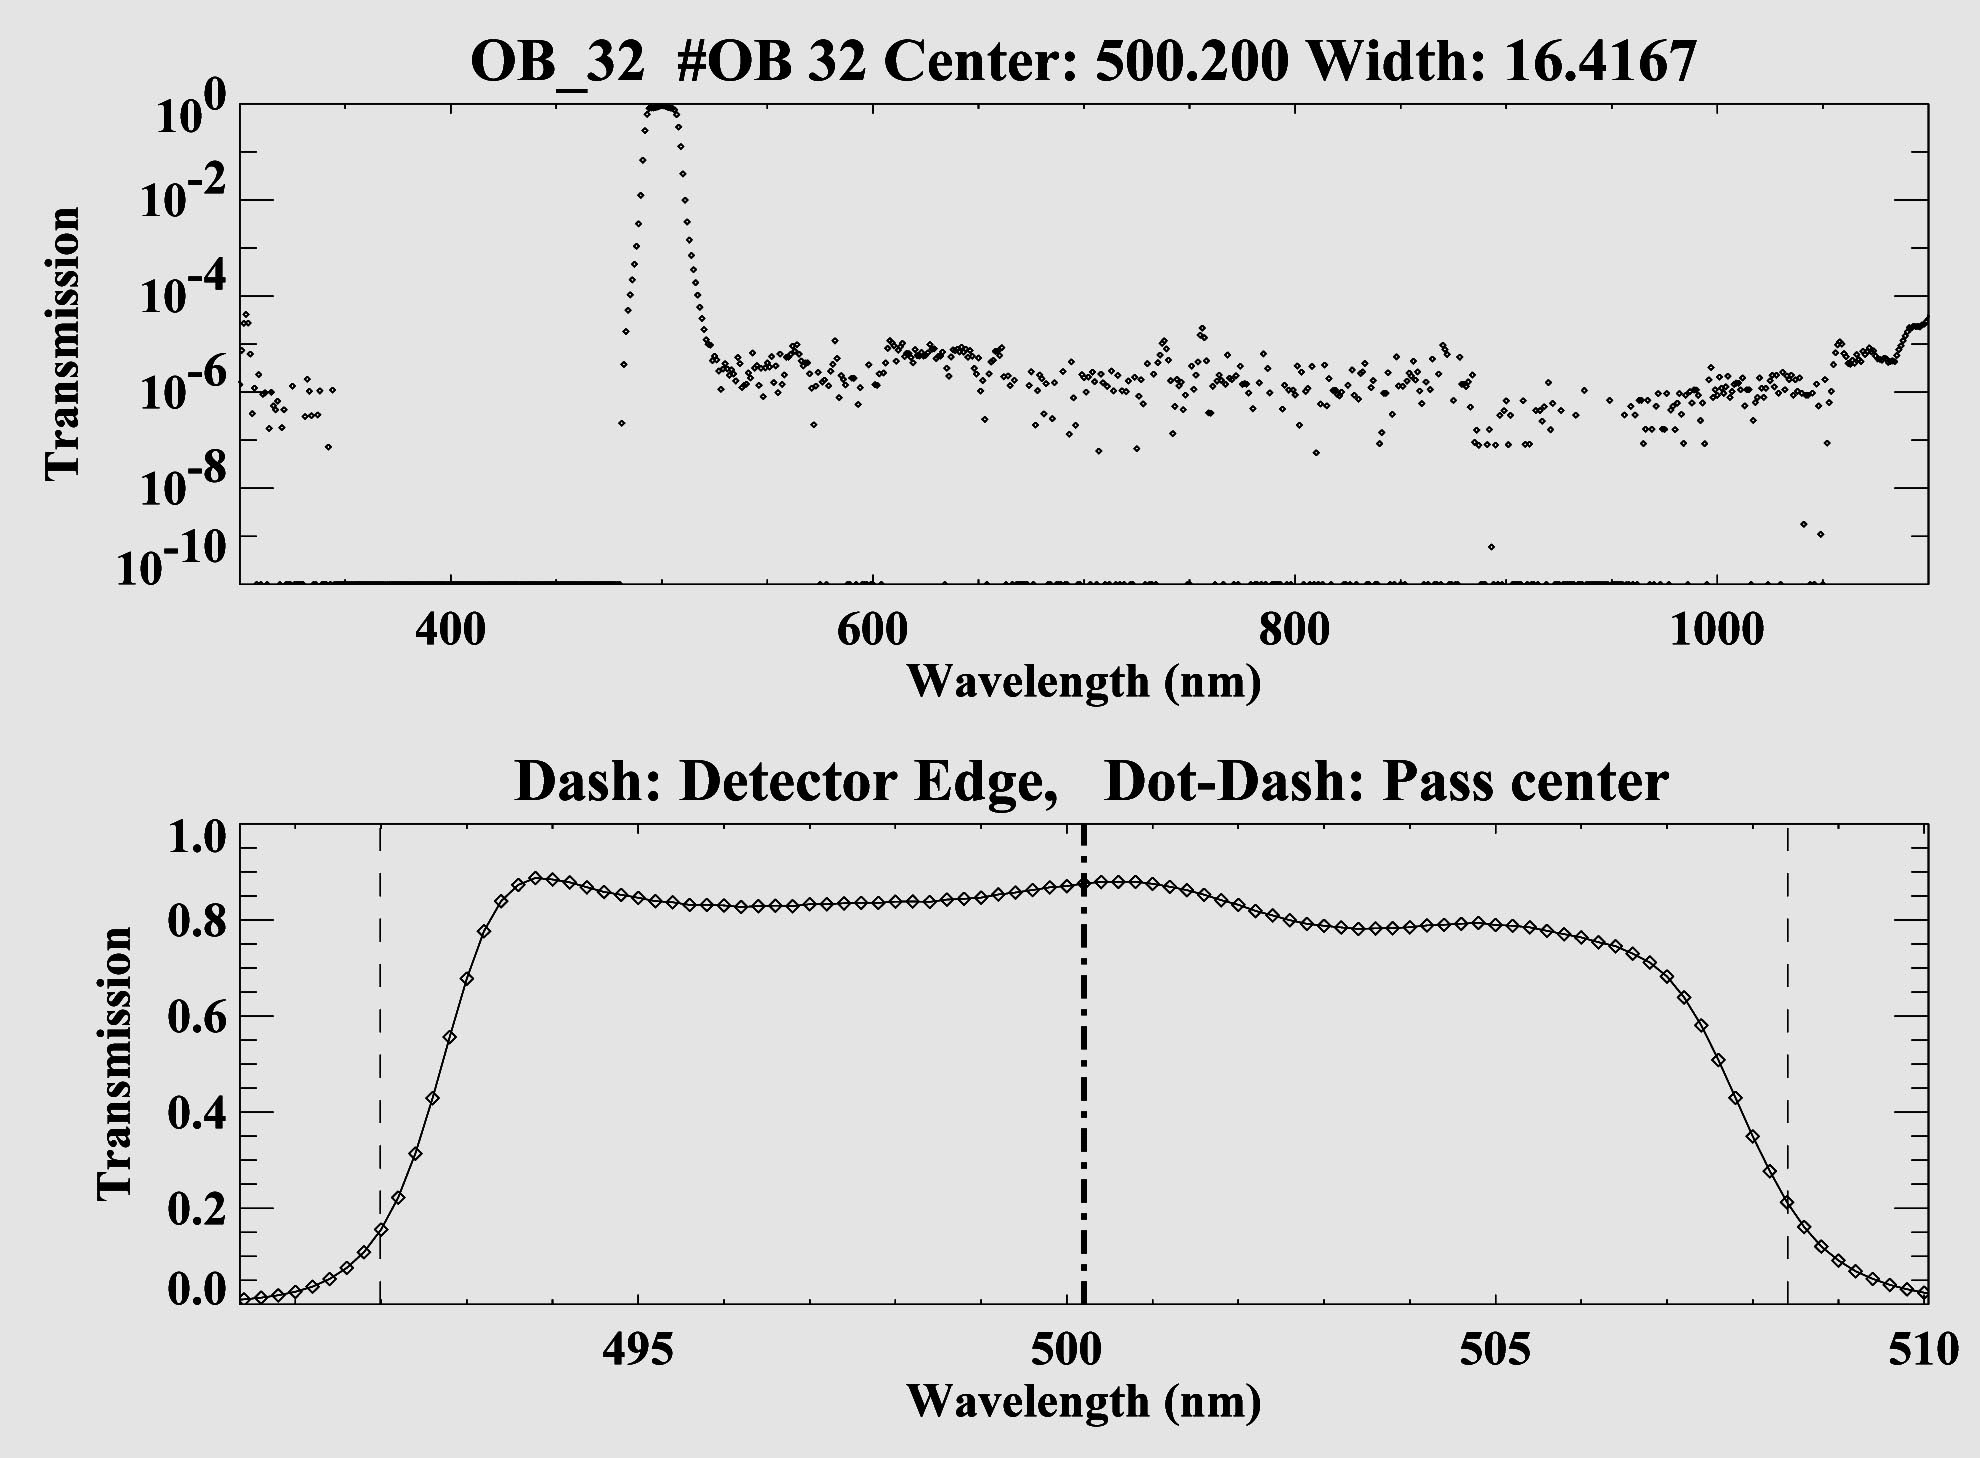 OB_32 #OB 32 Center: 500.200 Width: 16.4167
10^0
10^-2
10^-4
10^-6
10^-8
10^-10
Transmission
400 600 800 1000
Wavelength (nm)
Dash: Detector Edge, Dot-Dash: Pass center
1.0
0.8
0.6
0.4
0.2
0.0
Transmission
495 500 505 510
Wavelength (nm)